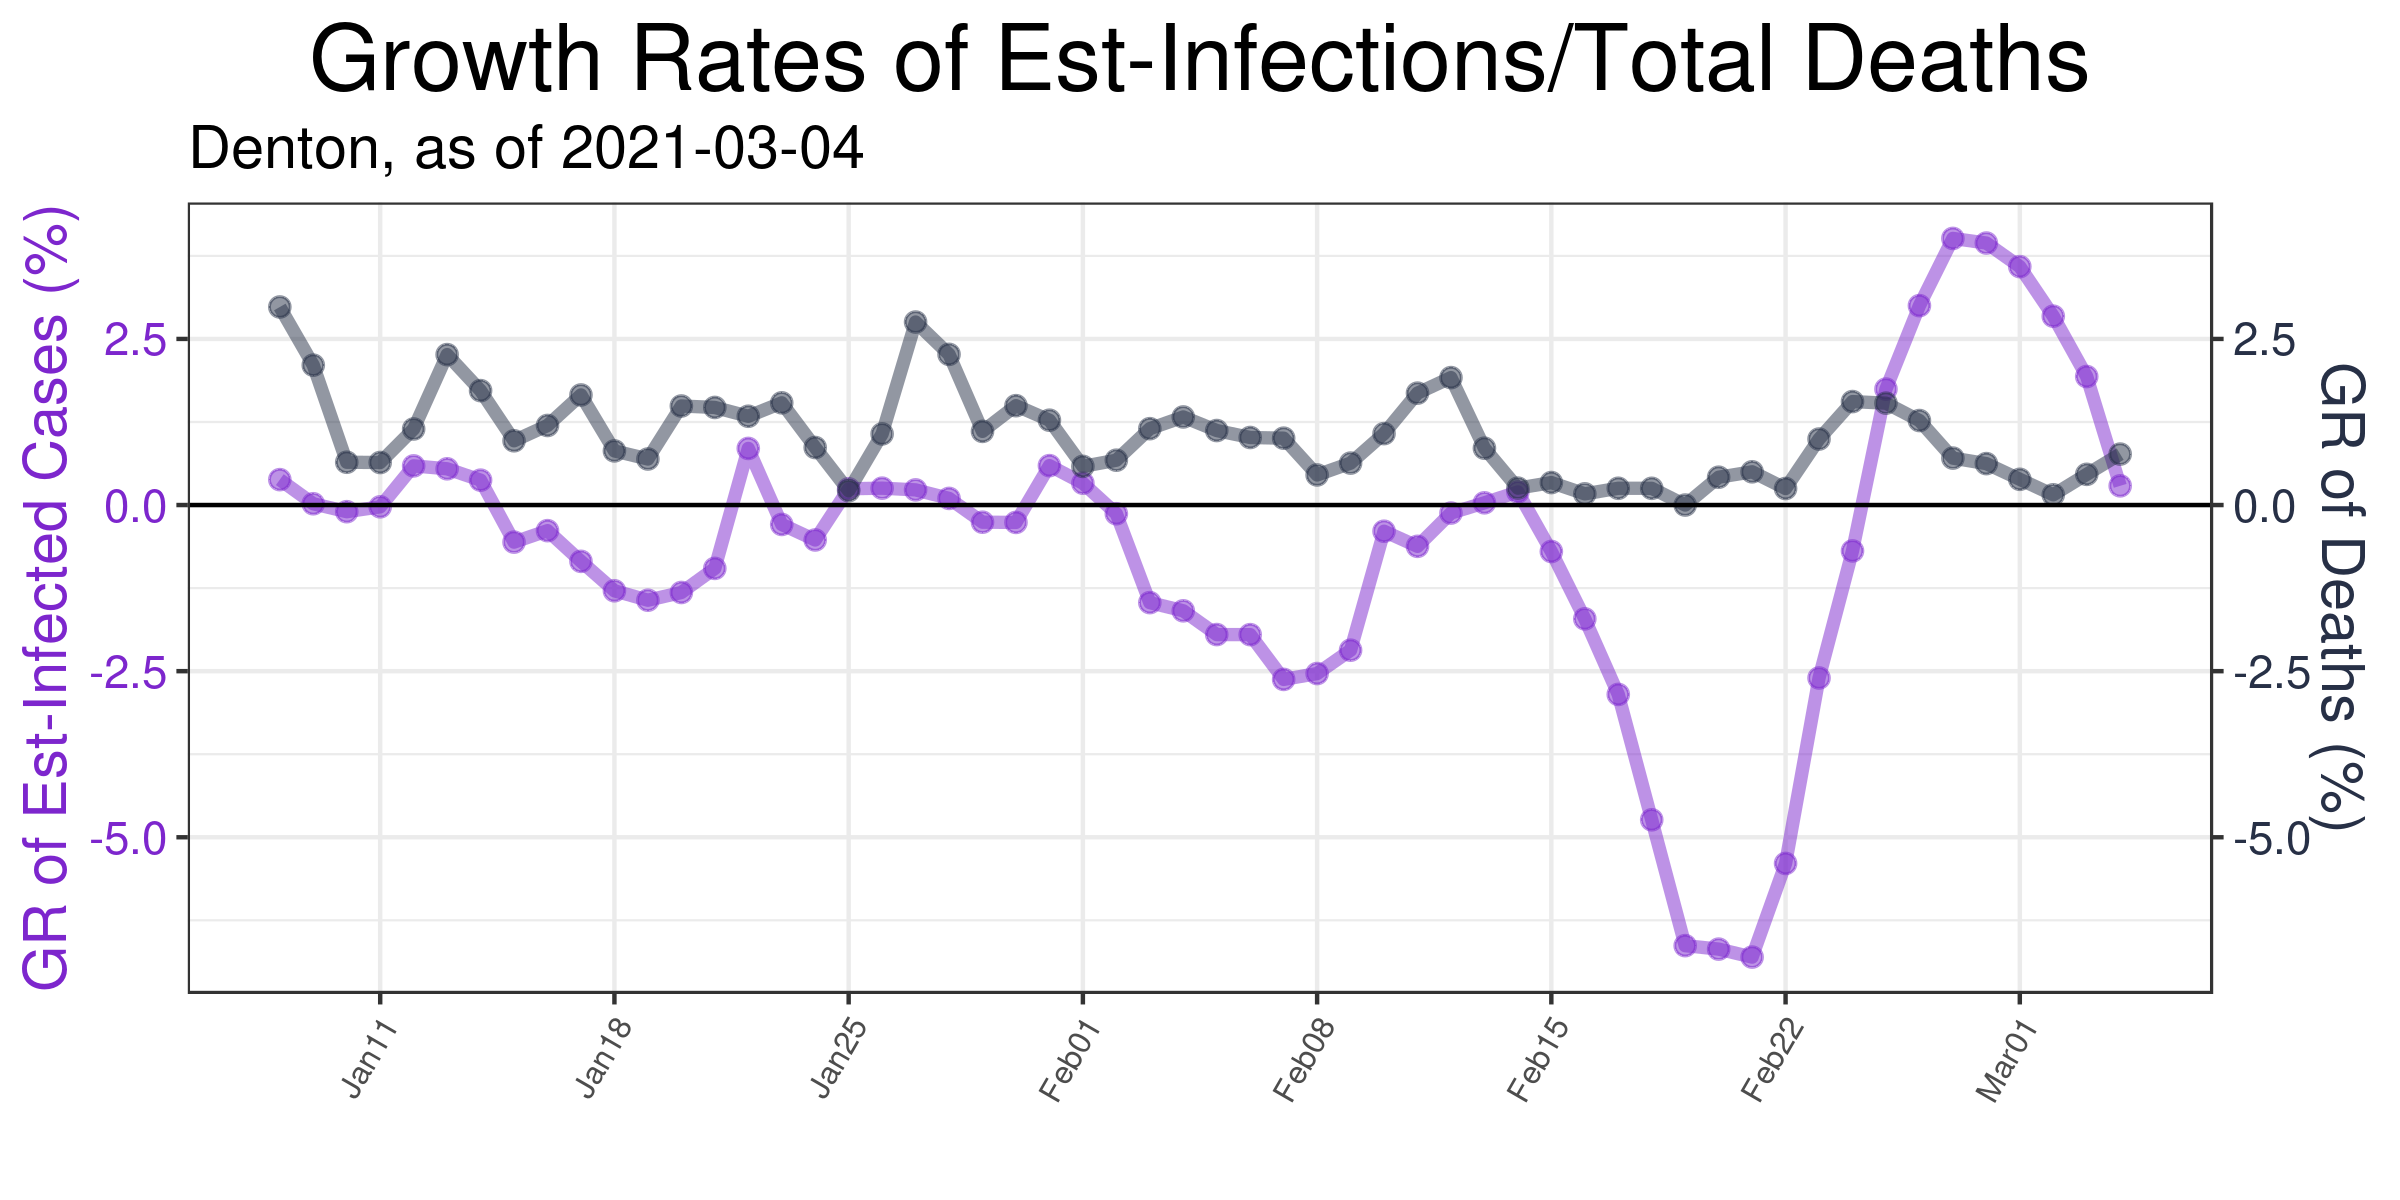 Growth Rates of Est-Infections/Total Deaths
Denton, as of 2021-03-04
GR of Est-Infected Cases (%)
2.5
0.0
-2.5
-5.0
2.5
0.0
-2.5
-5.0
GR of Deaths (%)
Jan11
Jan18
Jan25
Feb01
Feb08
Feb15
Feb22
Mar01